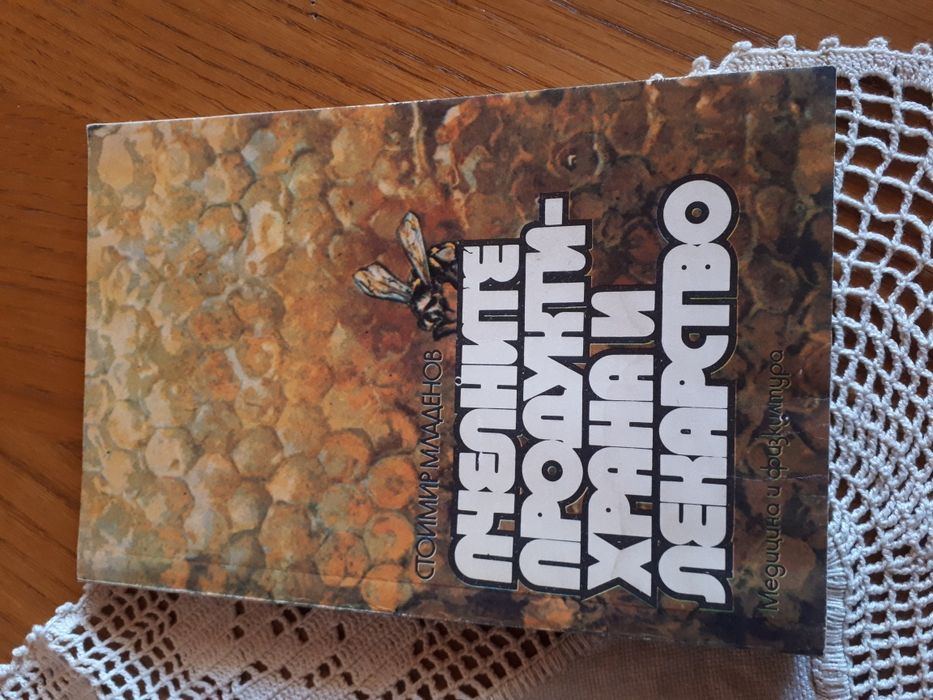 СТОИМИР МЛАДЕНОВ
ПЧЕЛНИТЕ
ПРОДУКТИ-
ХРАНА И
ЛЕКАРСТВО
Медицина и физкултура